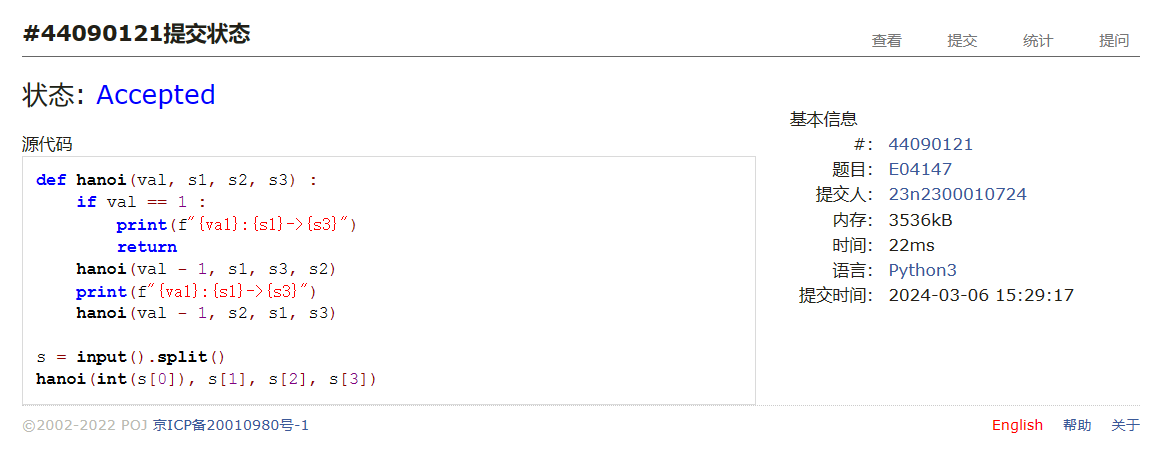 #44090121提交状态
查看 提交 统计 提问
状态: Accepted
源代码
def hanoi(val, s1, s2, s3) :
    if val == 1 :
        print(f"{val}:{s1}->{s3}")
        return
    hanoi(val - 1, s1, s3, s2)
    print(f"{val}:{s1}->{s3}")
    hanoi(val - 1, s2, s1, s3)

s = input().split()
hanoi(int(s[0]), s[1], s[2], s[3])
基本信息
#: 44090121
题目: E04147
提交人: 23n2300010724
内存: 3536kB
时间: 22ms
语言: Python3
提交时间: 2024-03-06 15:29:17
©2002-2022 POJ 京ICP备20010980号-1
English 帮助 关于